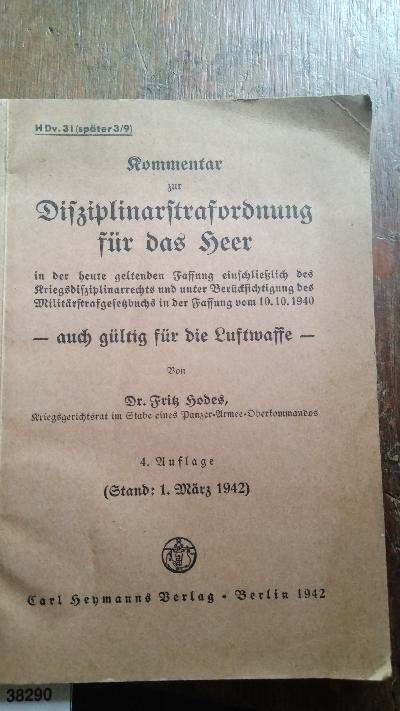 H Dv. 3 l (später 3/9)
Kommentar
zur
Disziplinarstrafordnung
für das Heer
in der heute geltenden Fassung einschließlich des
Kriegsdisziplinarrechts und unter Berücksichtigung des
Militärstrafgesetzbuchs in der Fassung vom 10. 10. 1940
— auch gültig für die Luftwaffe —
Von
Dr. Fritz Hodes,
Kriegsgerichtsrat im Stabe eines Panzer-Armee-Oberkommandos
4. Auflage
(Stand: 1. März 1942)
Carl Heymanns Verlag • Berlin 1942
38290